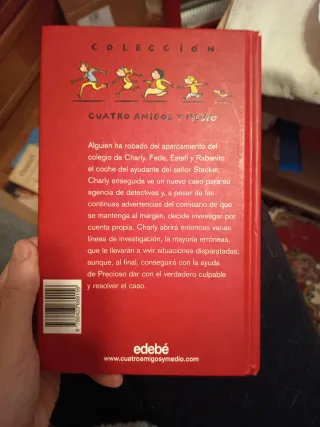 COLECCIÓN
CUATRO AMIGOS Y MEDIO
Alguien ha robado del aparcamiento del
colegio de Charly, Fede, Estefi y Rabanito
el coche del ayudante del señor Stocker.
Charly enseguida ve un nuevo caso para su
agencia de detectives y, a pesar de las
continuas advertencias del comisario de que
se mantenga al margen, decide investigar por
cuenta propia. Charly abrirá entonces varias
líneas de investigación, la mayoría erróneas,
que le llevarán a vivir situaciones disparatadas;
aunque, al final, conseguirá con la ayuda
de Precioso dar con el verdadero culpable
y resolver el caso.
edebé
www.cuatroamigosymedio.com